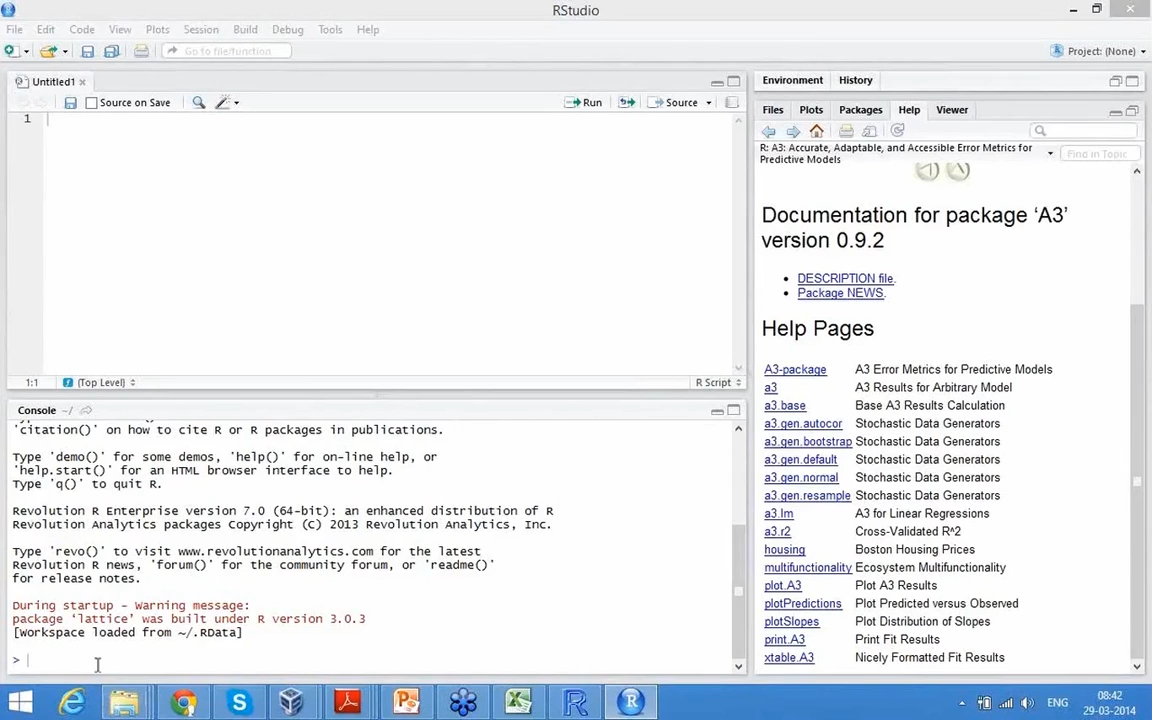 RStudio
File Edit Code View Plots Session Build Debug Tools Help
Go to file/function
Project: (None)
Untitled1
Source on Save
Run
Source
1
1:1
(Top Level)
R Script
Console ~/
'citation()' on how to cite R or R packages in publications.
Type 'demo()' for some demos, 'help()' for on-line help, or
'help.start()' for an HTML browser interface to help.
Type 'q()' to quit R.
Revolution R Enterprise version 7.0 (64-bit): an enhanced distribution of R
Revolution Analytics packages Copyright (C) 2013 Revolution Analytics, Inc.
Type 'revo()' to visit www.revolutionanalytics.com for the latest
Revolution R news, 'forum()' for the community forum, or 'readme()'
for release notes.
During startup - Warning message:
package ‘lattice’ was built under R version 3.0.3
[Workspace loaded from ~/.RData]
>
Environment History
Files Plots Packages Help Viewer
R: A3: Accurate, Adaptable, and Accessible Error Metrics for
Predictive Models
Find in Topic
Documentation for package ‘A3’
version 0.9.2
DESCRIPTION file.
Package NEWS.
Help Pages
A3-package A3 Error Metrics for Predictive Models
a3 A3 Results for Arbitrary Model
a3.base Base A3 Results Calculation
a3.gen.autocor Stochastic Data Generators
a3.gen.bootstrap Stochastic Data Generators
a3.gen.default Stochastic Data Generators
a3.gen.normal Stochastic Data Generators
a3.gen.resample Stochastic Data Generators
a3.lm A3 for Linear Regressions
a3.r2 Cross-Validated R^2
housing Boston Housing Prices
multifunctionality Ecosystem Multifunctionality
plot.A3 Plot A3 Results
plotPredictions Plot Predicted versus Observed
plotSlopes Plot Distribution of Slopes
print.A3 Print Fit Results
xtable.A3 Nicely Formatted Fit Results
ENG
08:42
29-03-2014